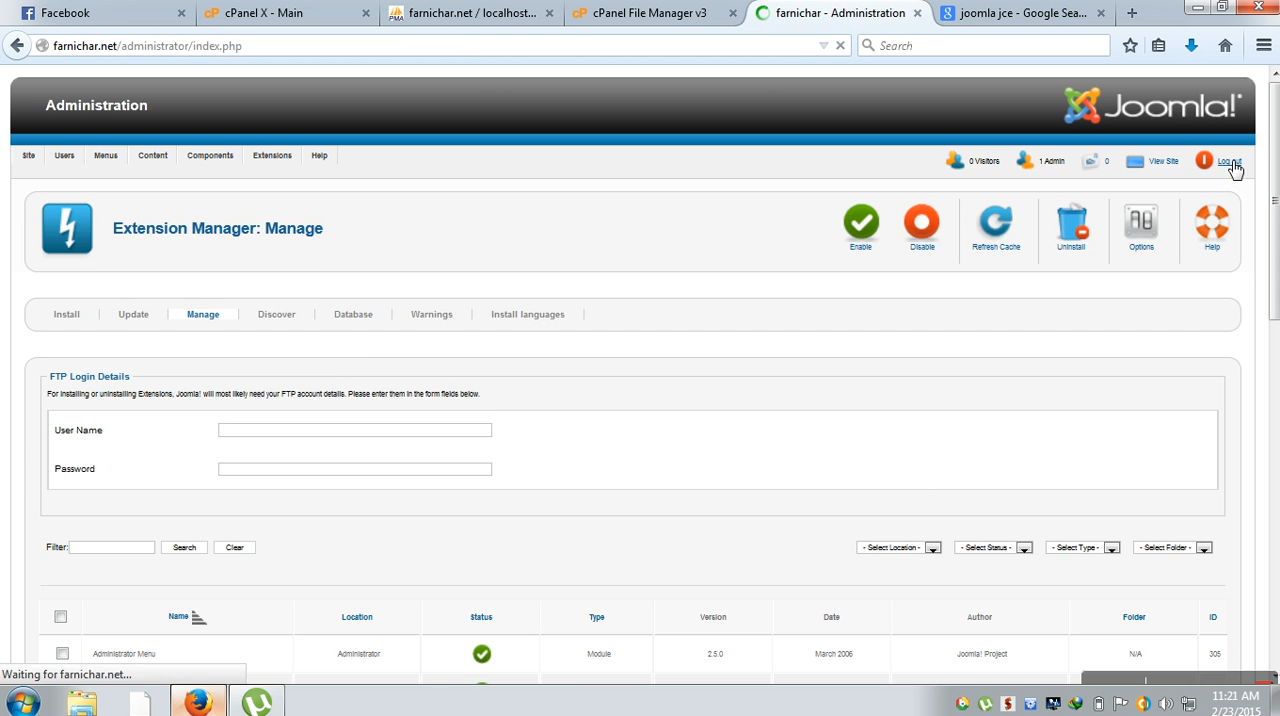 Facebook
cPanel X - Main
farnichar.net / localhost...
cPanel File Manager v3
farnichar - Administration
joomla jce - Google Sea...
farnichar.net/administrator/index.php
Search
Administration
Joomla!
Site Users Menus Content Components Extensions Help
0 Visitors 1 Admin 0 View Site Log out
Extension Manager: Manage
Enable Disable Refresh Cache Uninstall Options Help
Install Update Manage Discover Database Warnings Install languages
FTP Login Details
For installing or uninstalling Extensions, Joomla! will most likely need your FTP account details. Please enter them in the form fields below.
User Name
Password
Filter: Search Clear - Select Location - - Select Status - - Select Type - - Select Folder -
Name Location Status Type Version Date Author Folder ID
Administrator Menu Administrator Module 2.5.0 March 2006 Joomla! Project N/A 305
Waiting for farnichar.net...
11:21 AM
2/23/2015